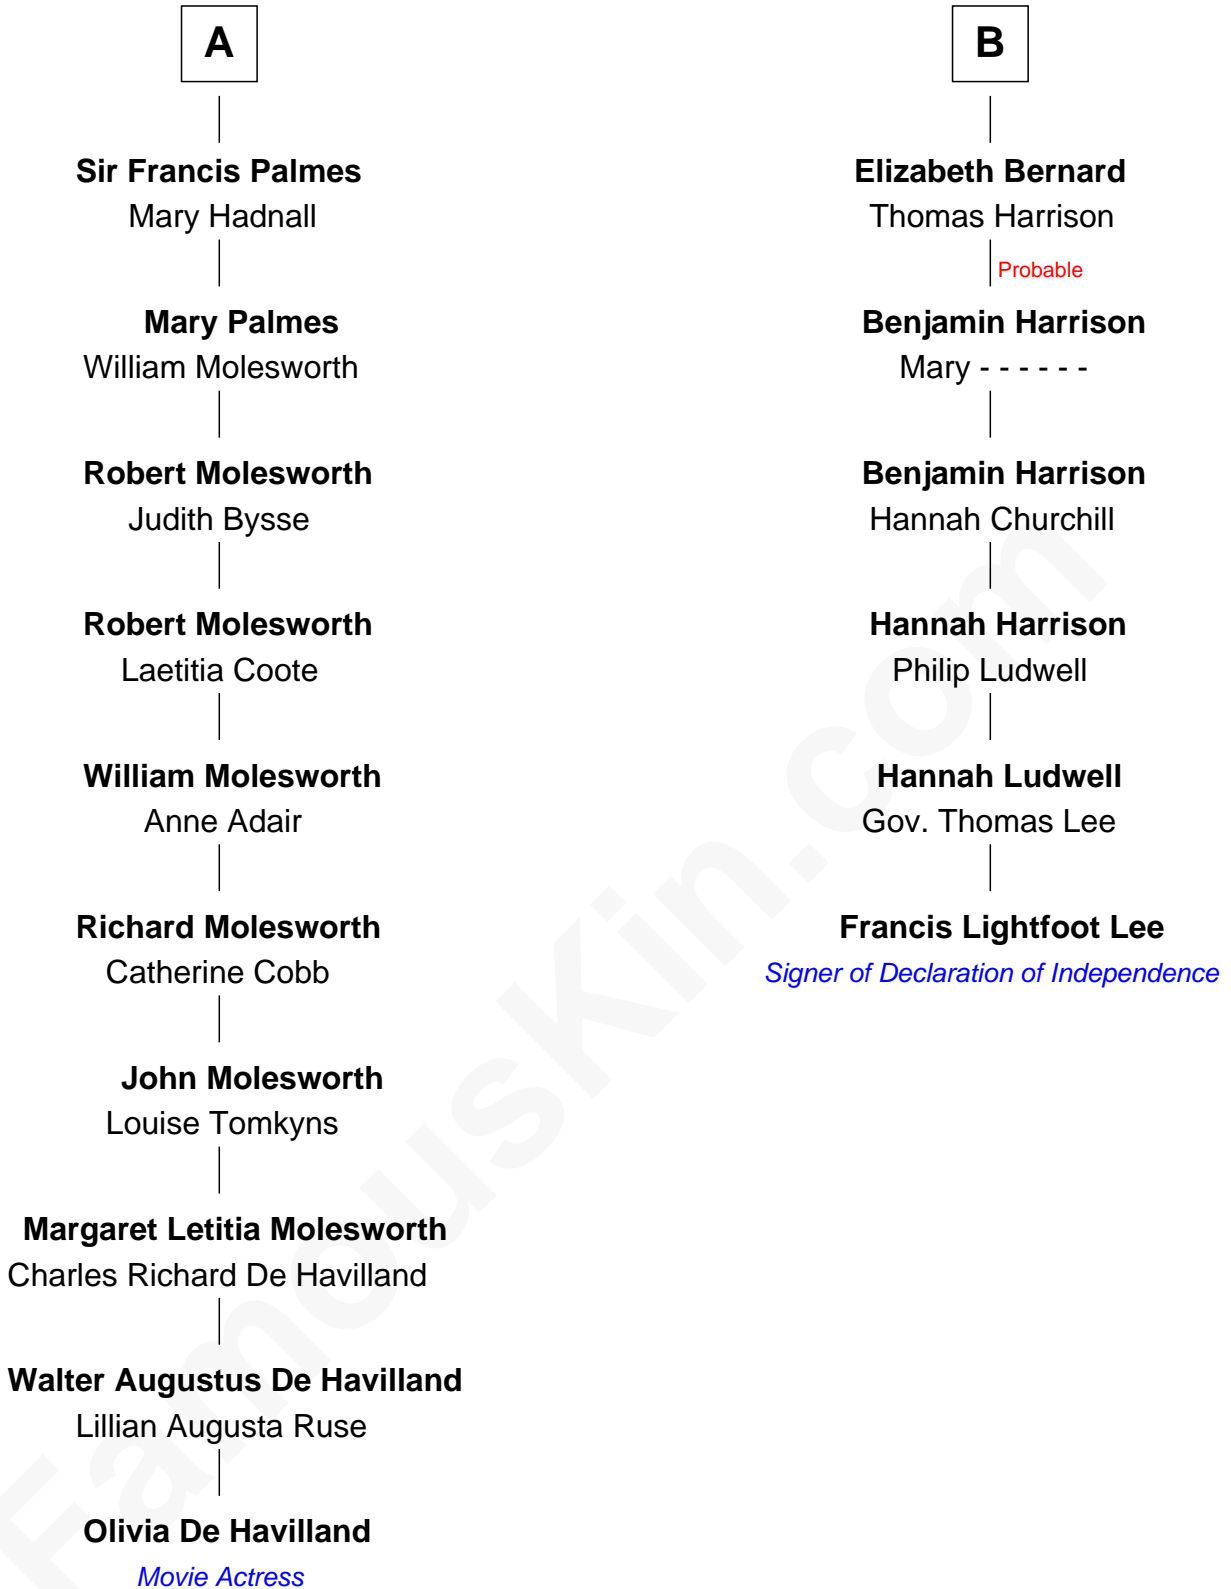 A
Sir Francis Palmes
Mary Hadnall
Mary Palmes
William Molesworth
Robert Molesworth
Judith Bysse
Robert Molesworth
Laetitia Coote
William Molesworth
Anne Adair
Richard Molesworth
Catherine Cobb
John Molesworth
Louise Tomkyns
Margaret Letitia Molesworth
Charles Richard De Havilland
Walter Augustus De Havilland
Lillian Augusta Ruse
Olivia De Havilland
Movie Actress
B
Elizabeth Bernard
Thomas Harrison
Probable
Benjamin Harrison
Mary - - - - - -
Benjamin Harrison
Hannah Churchill
Hannah Harrison
Philip Ludwell
Hannah Ludwell
Gov. Thomas Lee
Francis Lightfoot Lee
Signer of Declaration of Independence
FamousKin.com